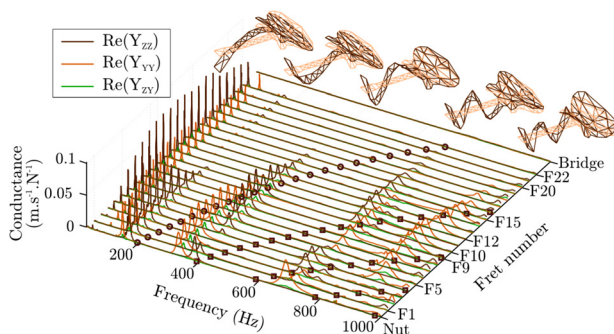 Re(Y_ZZ)
Re(Y_YY)
Re(Y_ZY)
0.1
0.05
0
Conductance
(m.s⁻¹.N⁻¹)
200
400
600
800
1000
Frequency (Hz)
Nut
F1
F5
F9
F10
F12
F15
F20
F22
Bridge
Fret number